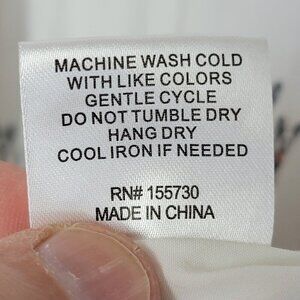 MACHINE WASH COLD
WITH LIKE COLORS
GENTLE CYCLE
DO NOT TUMBLE DRY
HANG DRY
COOL IRON IF NEEDED
RN# 155730
MADE IN CHINA